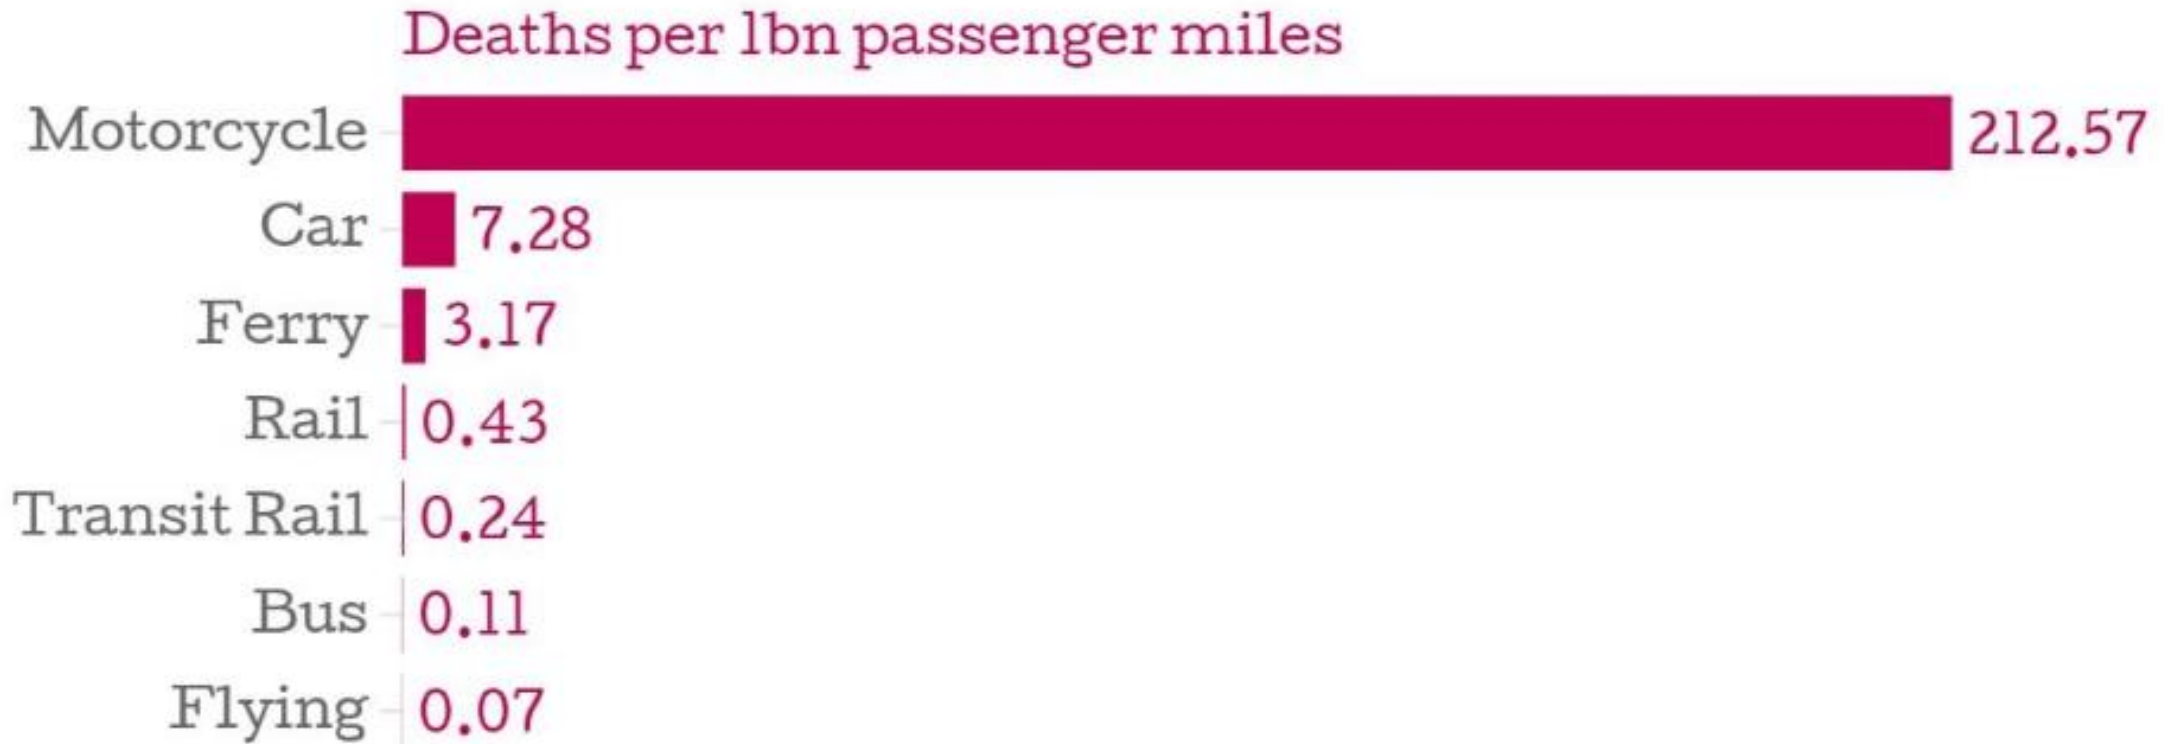 Deaths per 1bn passenger miles
Motorcycle 212.57
Car 7.28
Ferry 3.17
Rail 0.43
Transit Rail 0.24
Bus 0.11
Flying 0.07